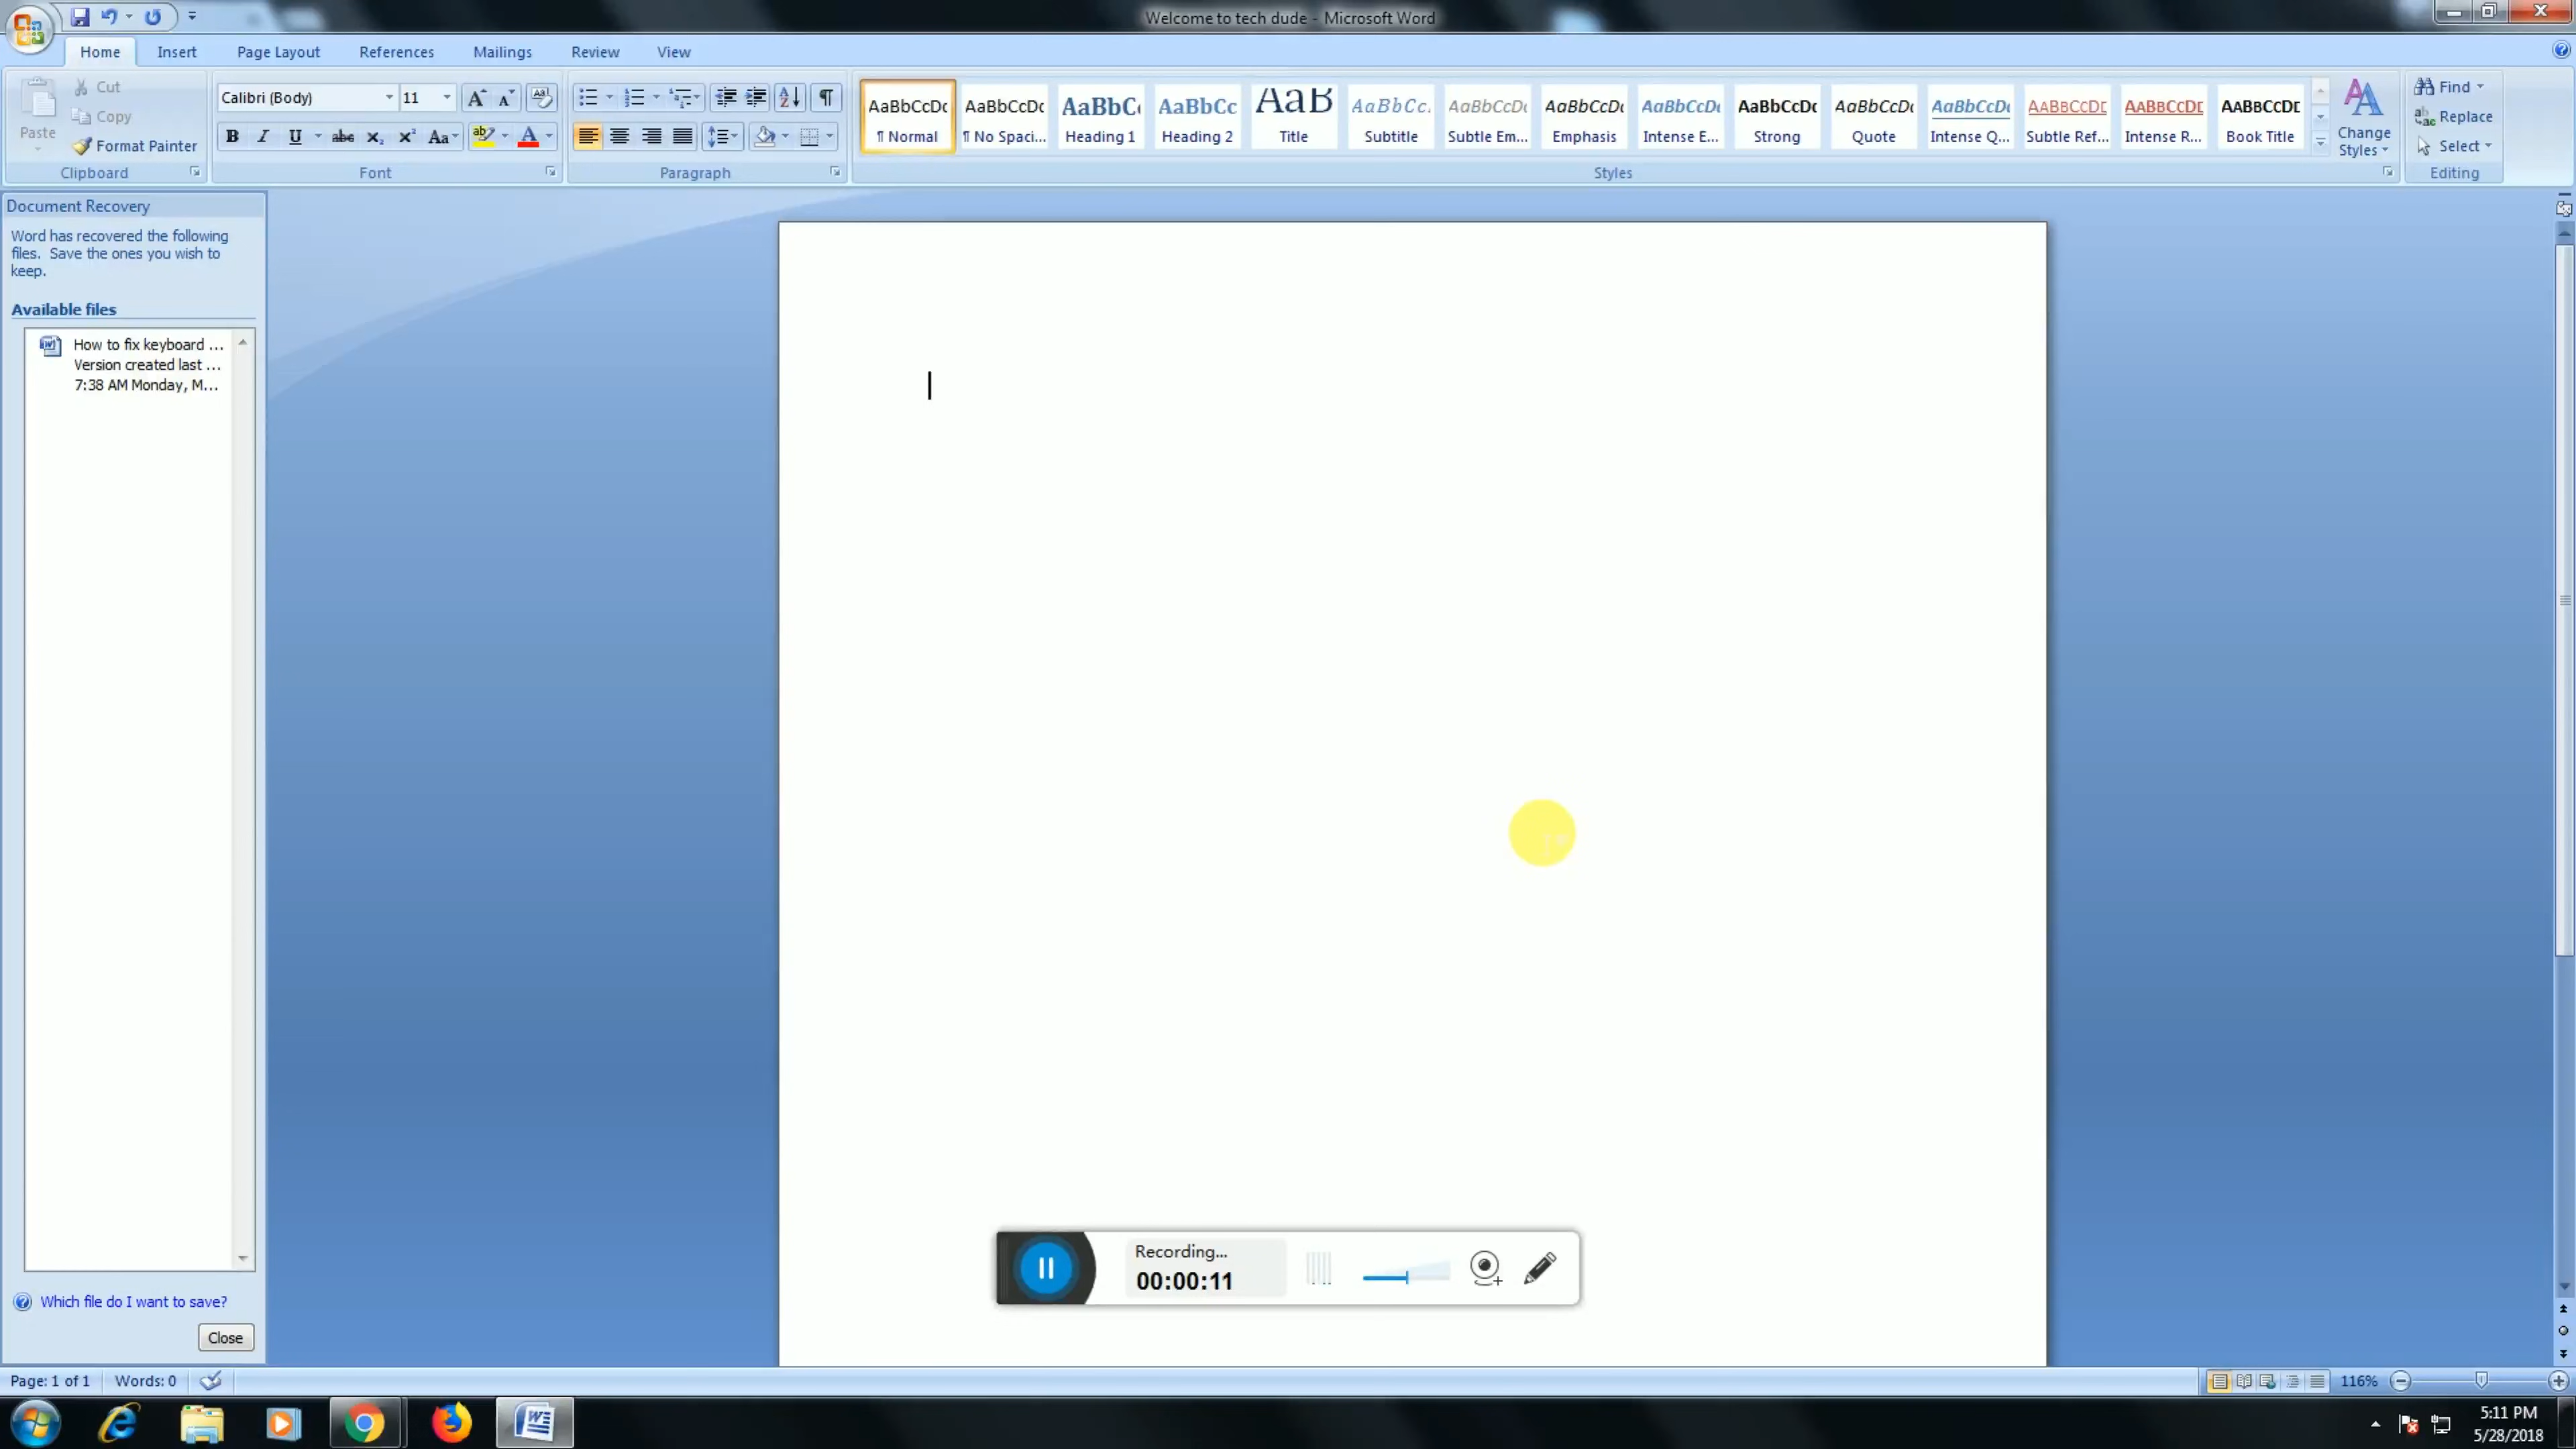 Welcome to tech dude - Microsoft Word
Home Insert Page Layout References Mailings Review View
Paste
Cut
Copy
Format Painter
Clipboard
Calibri (Body) 11
Font
Paragraph
AaBbCcDc AaBbCcDc AaBbC AaBbCc AaB AaBbCc. AaBbCcDc AaBbCcDc AaBbCcDc AaBbCcDc AaBbCcDc AaBbCcDc AABBCCDD AABBCCDD AABBCCDD
¶ Normal ¶ No Spaci... Heading 1 Heading 2 Title Subtitle Subtle Em... Emphasis Intense E... Strong Quote Intense Q... Subtle Ref... Intense R... Book Title
Styles
Change
Styles
Find
Replace
Select
Editing
Document Recovery
Word has recovered the following
files. Save the ones you wish to
keep.
Available files
How to fix keyboard ...
Version created last ...
7:38 AM Monday, M...
Which file do I want to save?
Close
Recording...
00:00:11
Page: 1 of 1 Words: 0
116%
5:11 PM
5/28/2018